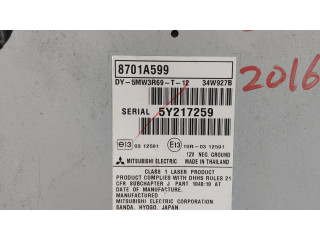 8701A599
DY-5MW3R69-T-12 34W927B
2016
SERIAL 5Y217259
e13 03 12591 E13 10R-03 12591
12V NEG. GROUND
MITSUBISHI ELECTRIC MADE IN THAILAND
CLASS 1 LASER PRODUCT
PRODUCT COMPLIES WITH DHHS RULES 21
CFR SUBCHAPTER J PART 1040.10 AT
DATE OF MANUFACTURE.
MANUFACTURED
MITSUBISHI ELECTRIC CORPORATION
SANDA, HYOGO, JAPAN